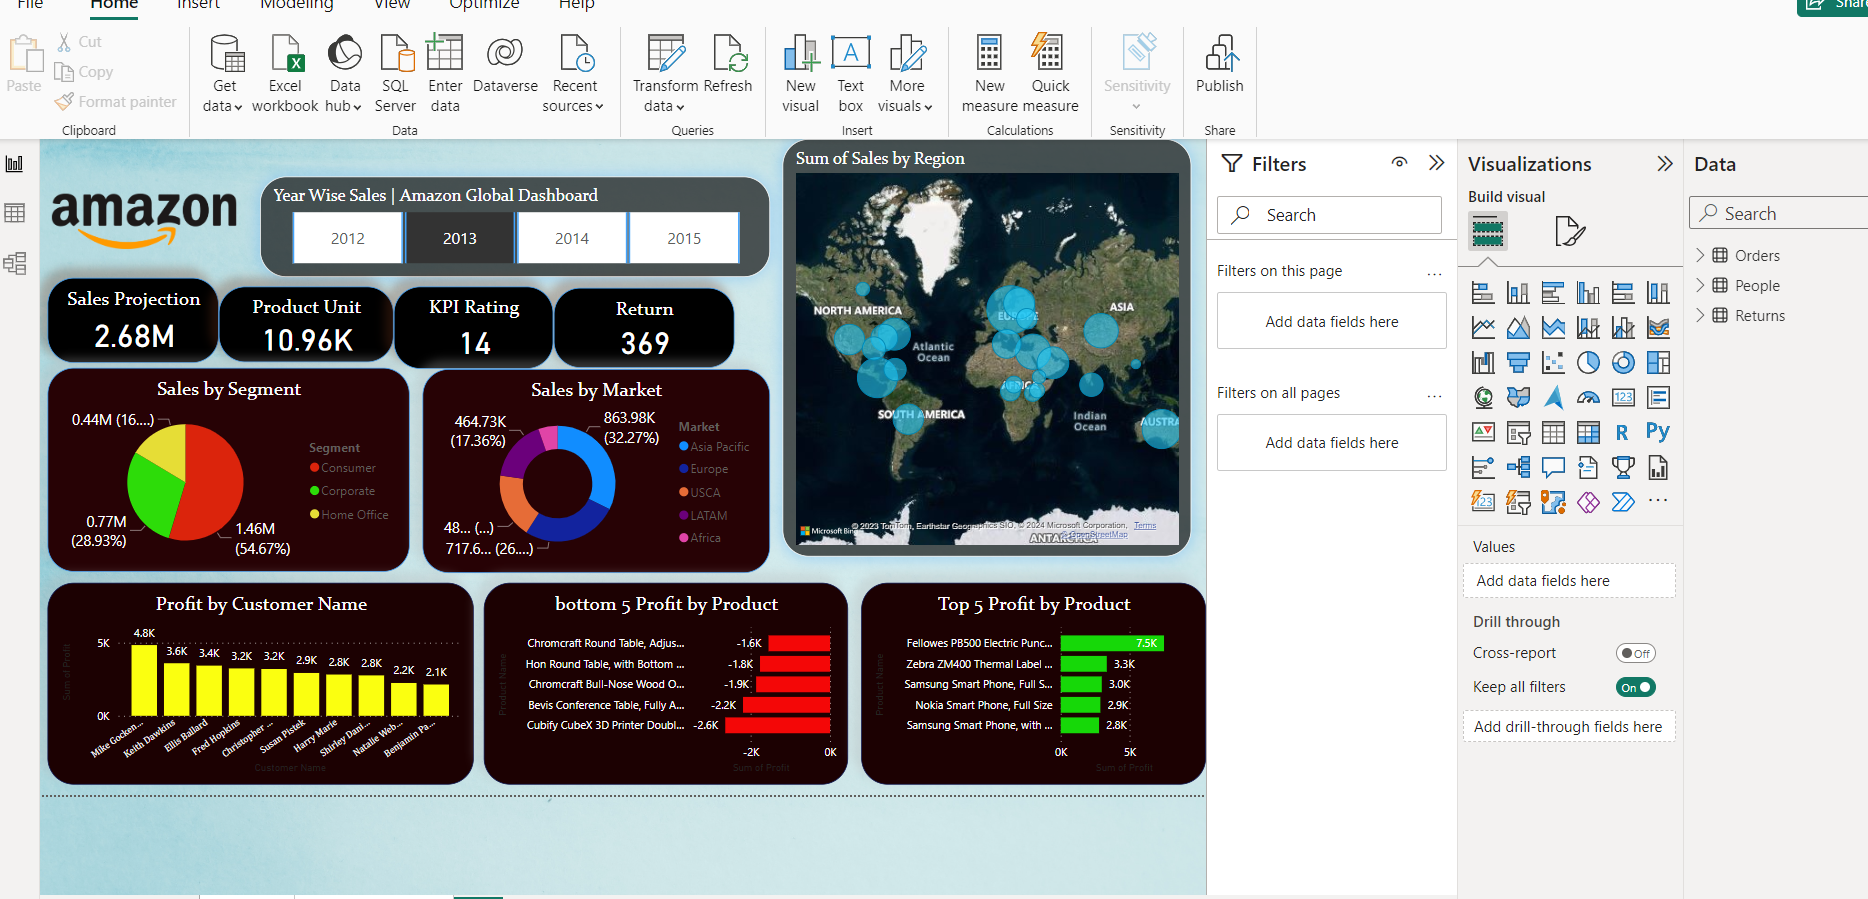 File Home Insert Modeling View Optimize Help
Share
Paste
Cut
Copy
Format painter
Clipboard
Get data
Excel workbook
Data hub
SQL Server
Enter data
Dataverse
Recent sources
Data
Transform data
Refresh
Queries
New visual
Text box
More visuals
Insert
New measure
Quick measure
Calculations
Sensitivity
Sensitivity
Publish
Share
amazon
Year Wise Sales | Amazon Global Dashboard
2012 2013 2014 2015
Sales Projection
2.68M
Product Unit
10.96K
KPI Rating
14
Return
369
Sum of Sales by Region
NORTH AMERICA
EUROPE
ASIA
Atlantic
Ocean
AFRICA
SOUTH AMERICA
Indian
Ocean
AUSTRA
Microsoft Bing
© 2023 TomTom, Earthstar Geographics SIO, © 2024 Microsoft Corporation, Terms
© OpenStreetMap
ANTARCTICA
Sales by Segment
0.44M (16....)
0.77M
(28.93%)
1.46M
(54.67%)
Segment
Consumer
Corporate
Home Office
Sales by Market
464.73K
(17.36%)
863.98K
(32.27%)
48... (...)
717.6... (26....)
Market
Asia Pacific
Europe
USCA
LATAM
Africa
Profit by Customer Name
Sum of Profit
5K
0K
4.8K 3.6K 3.4K 3.2K 3.2K 2.9K 2.8K 2.8K 2.2K 2.1K
Mike Gocken...
Keith Dawkins
Ellis Ballard
Fred Hopkins
Christopher ...
Susan Pistek
Harry Marie
Shirley Dani...
Natalie Web...
Benjamin Pa...
Customer Name
bottom 5 Profit by Product
Product Name
Chromcraft Round Table, Adjus... -1.6K
Hon Round Table, with Bottom ... -1.8K
Chromcraft Bull-Nose Wood O... -1.9K
Bevis Conference Table, Fully A... -2.2K
Cubify CubeX 3D Printer Doubl... -2.6K
-2K 0K
Sum of Profit
Top 5 Profit by Product
Product Name
Fellowes PB500 Electric Punc... 7.5K
Zebra ZM400 Thermal Label ... 3.3K
Samsung Smart Phone, Full S... 3.0K
Nokia Smart Phone, Full Size 2.9K
Samsung Smart Phone, with ... 2.8K
0K 5K
Sum of Profit
Filters
Search
Filters on this page ...
Add data fields here
Filters on all pages ...
Add data fields here
Visualizations
Build visual
123
R Py
123
...
Values
Add data fields here
Drill through
Cross-report Off
Keep all filters On
Add drill-through fields here
Data
Search
Orders
People
Returns